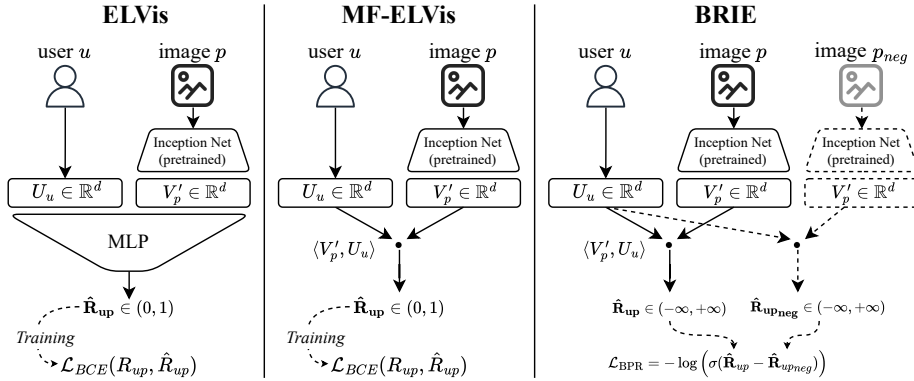 ELVis
user u
image p
Inception Net
(pretrained)
U_u ∈ ℝ^d
V'_p ∈ ℝ^d
MLP
R̂_up ∈ (0, 1)
Training
ℒ_BCE(R_up, R̂_up)
MF-ELVis
user u
image p
Inception Net
(pretrained)
U_u ∈ ℝ^d
V'_p ∈ ℝ^d
⟨V'_p, U_u⟩
R̂_up ∈ (0, 1)
Training
ℒ_BCE(R_up, R̂_up)
BRIE
user u
image p
image p_neg
Inception Net
(pretrained)
Inception Net
(pretrained)
U_u ∈ ℝ^d
V'_p ∈ ℝ^d
V'_p ∈ ℝ^d
⟨V'_p, U_u⟩
R̂_up ∈ (−∞, +∞)
R̂_up_neg ∈ (−∞, +∞)
ℒ_BPR = − log (σ(R̂_up − R̂_upneg))